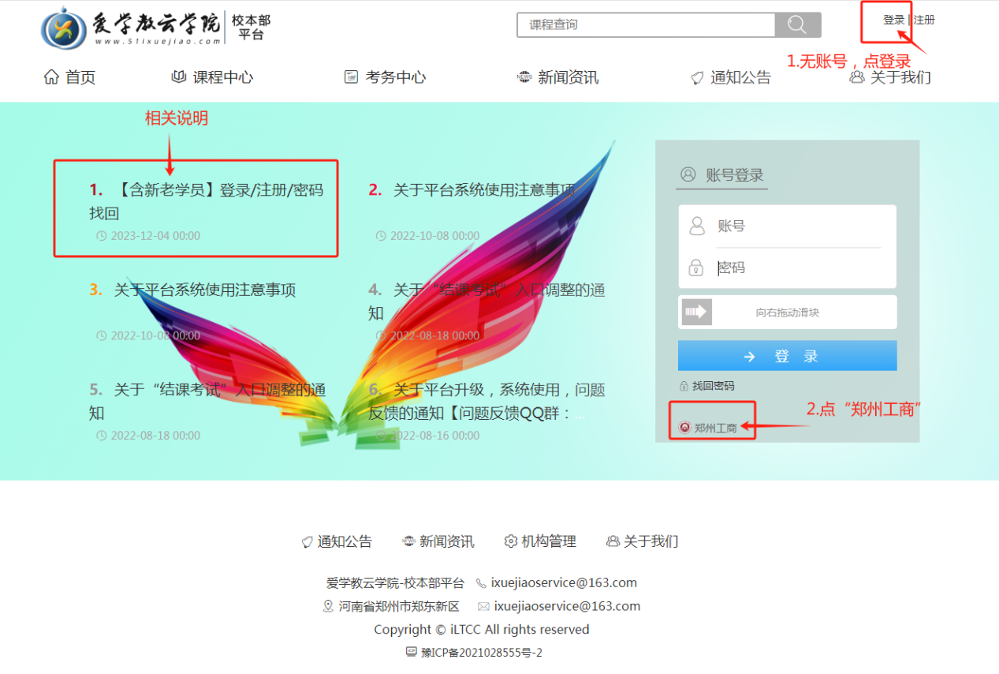 爱学教云学院
www.51ixuejiao.com
校本部
平台
课程查询
登录 注册
1.无账号，点登录
首页 课程中心 考务中心 新闻资讯 通知公告 关于我们
相关说明
1. 【含新老学员】登录/注册/密码
找回
2023-12-04 00:00
2. 关于平台系统使用注意事项
2022-10-08 00:00
3. 关于平台系统使用注意事项
2022-10-08 00:00
4. 关于“结课考试”入口调整的通
知
2022-08-18 00:00
5. 关于“结课考试”入口调整的通
知
2022-08-18 00:00
6. 关于平台升级，系统使用，问题
反馈的通知【问题反馈QQ群：...
2022-08-16 00:00
账号登录
账号
密码
向右拖动滑块
登 录
找回密码
2.点“郑州工商”
郑州工商
通知公告 新闻资讯 机构管理 关于我们
爱学教云学院-校本部平台 ixuejiaoservice@163.com
河南省郑州市郑东新区 ixuejiaoservice@163.com
Copyright © iLTCC All rights reserved
豫ICP备2021028555号-2